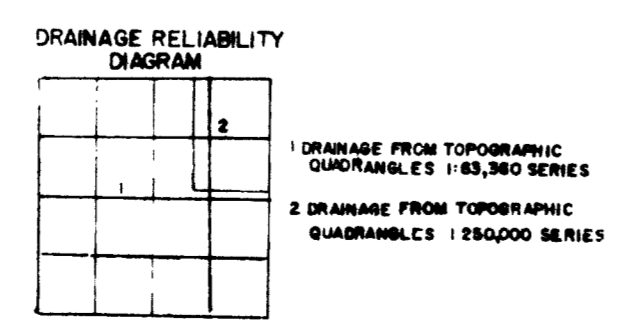 DRAINAGE RELIABILITY
DIAGRAM
2
1
1 DRAINAGE FROM TOPOGRAPHIC
QUADRANGLES 1:63,360 SERIES
2 DRAINAGE FROM TOPOGRAPHIC
QUADRANGLES 1:250,000 SERIES